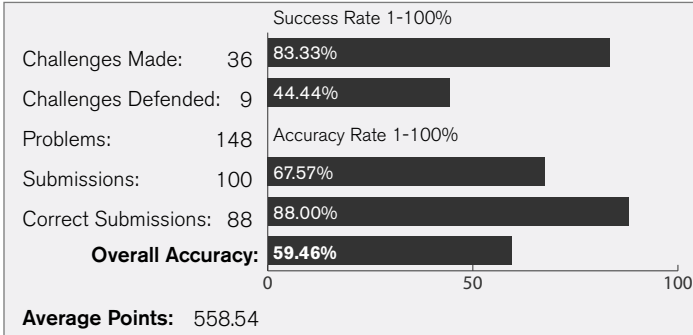 Success Rate 1-100%
Challenges Made: 36 83.33%
Challenges Defended: 9 44.44%
Problems: 148 Accuracy Rate 1-100%
Submissions: 100 67.57%
Correct Submissions: 88 88.00%
Overall Accuracy: 59.46%
0 50 100
Average Points: 558.54